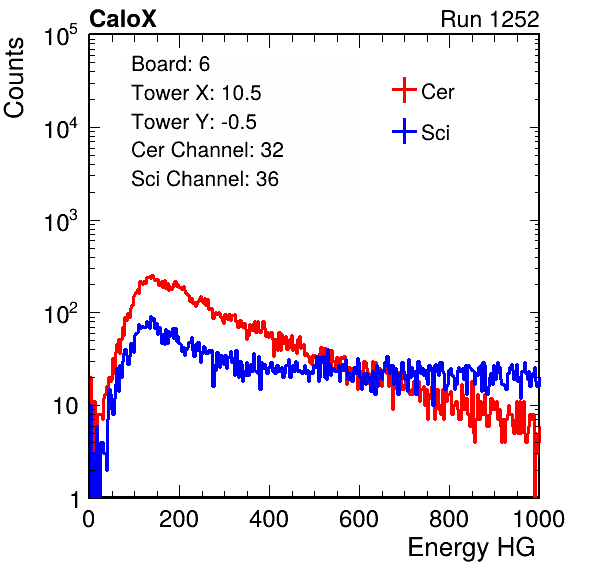 CaloX Run 1252
Counts
10^5
10^4
10^3
10^2
10
1
Board: 6
Tower X: 10.5
Tower Y: -0.5
Cer Channel: 32
Sci Channel: 36
Cer
Sci
0 200 400 600 800 1000
Energy HG